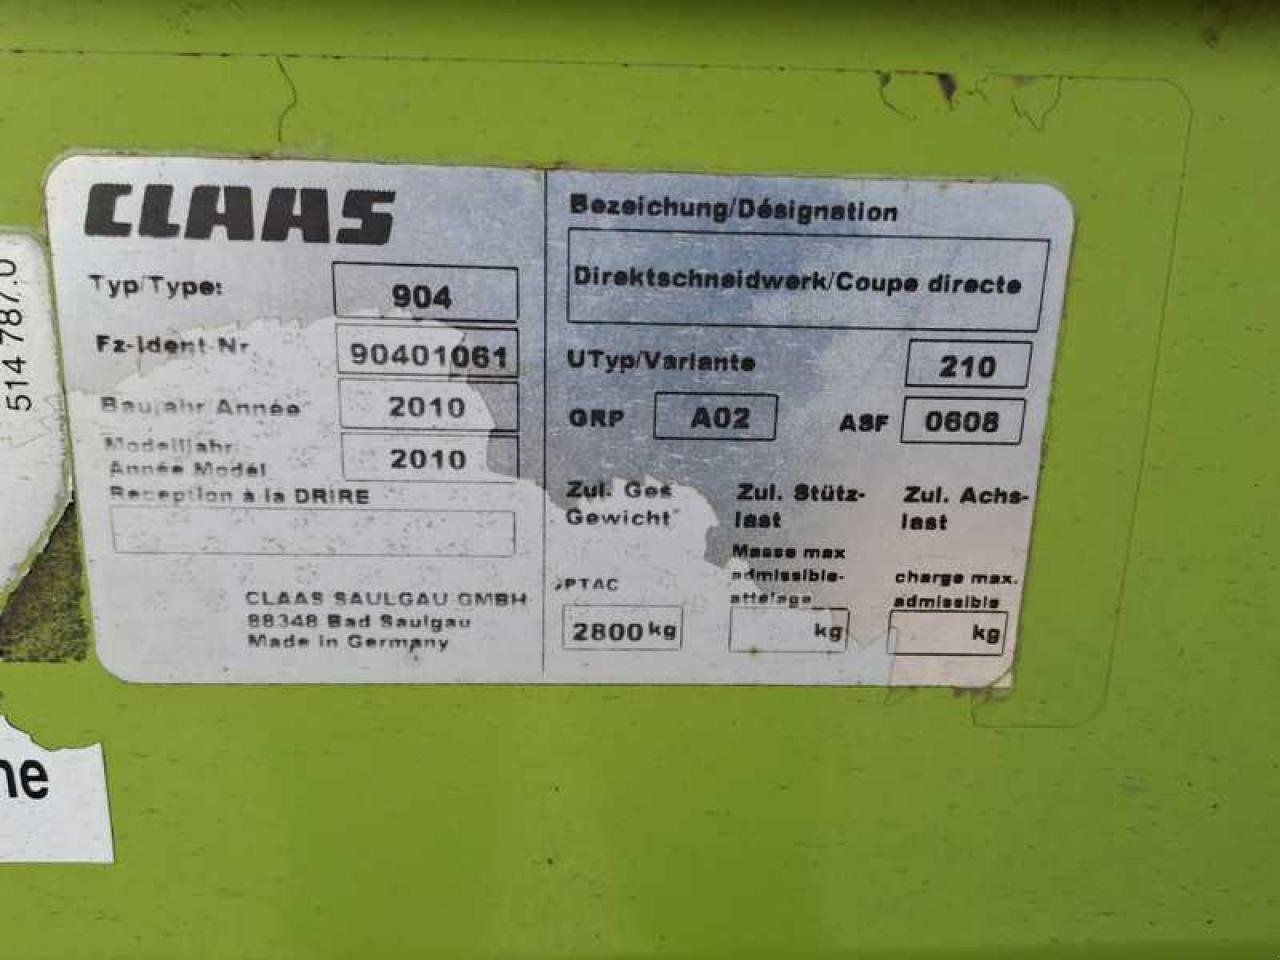 CLAAS
Typ/Type: 904
Fz-Ident-Nr 90401061
Baujahr/Année 2010
Modelljahr
Année Modèl 2010
Reception à la DRIRE
CLAAS SAULGAU GMBH
88348 Bad Saulgau
Made in Germany
Bezeichung/Désignation
Direktschneidwerk/Coupe directe
UTyp/Variante 210
GRP A02 ASF 0608
Zul. Ges Zul. Stütz- Zul. Achs-
Gewicht last last
Masse max
PTAC admissible- charge max.
attelage admissible
2800 kg kg kg
514 787.0
ne